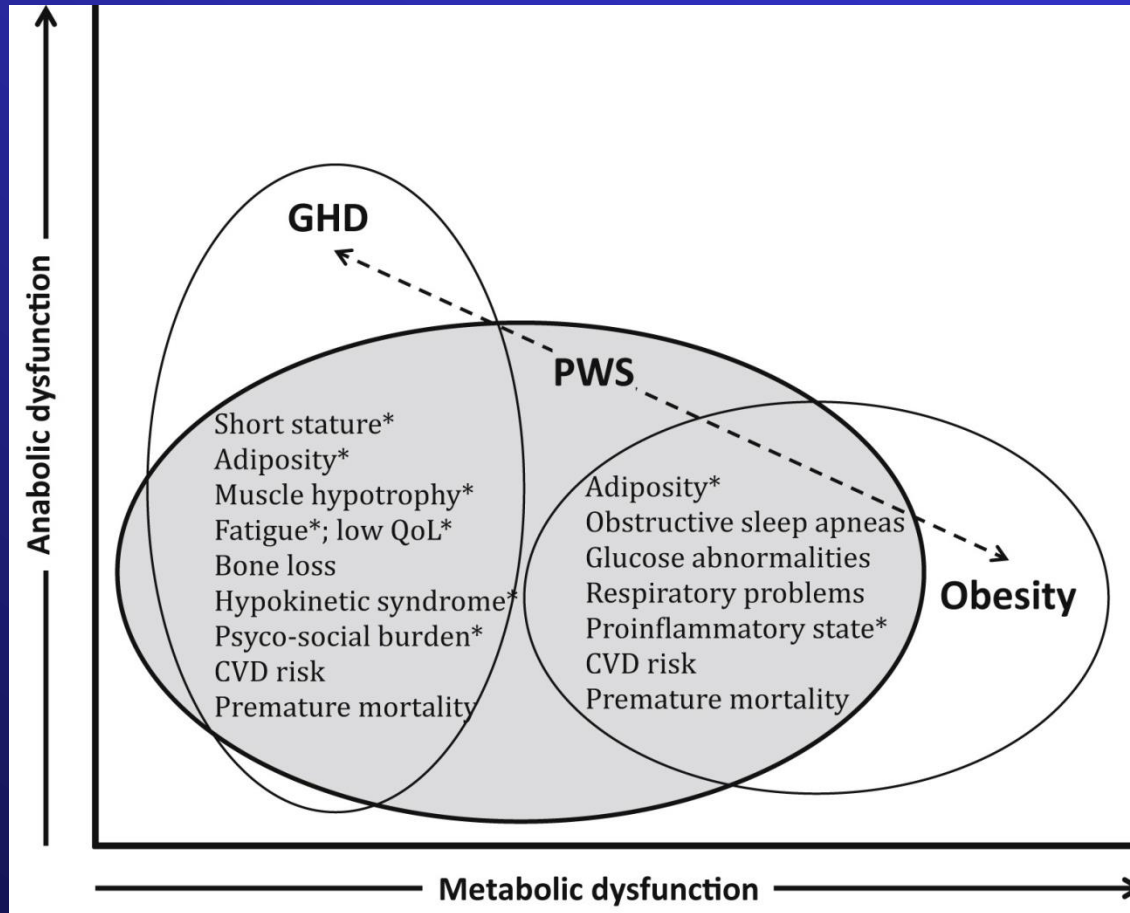 Anabolic dysfunction
GHD
PWS
Short stature*
Adiposity*
Muscle hypotrophy*
Fatigue*; low QoL*
Bone loss
Hypokinetic syndrome*
Psyco-social burden*
CVD risk
Premature mortality
Adiposity*
Obstructive sleep apneas
Glucose abnormalities
Respiratory problems
Proinflammatory state*
CVD risk
Premature mortality
Obesity
Metabolic dysfunction